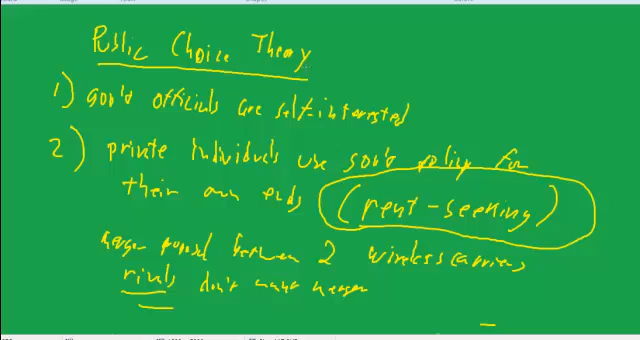 Public Choice Theory
1) gov't officials are self-interested
2) private individuals use gov't policy for
their own ends (rent-seeking)
merger proposal between 2 wireless carriers
rivals don't want merger